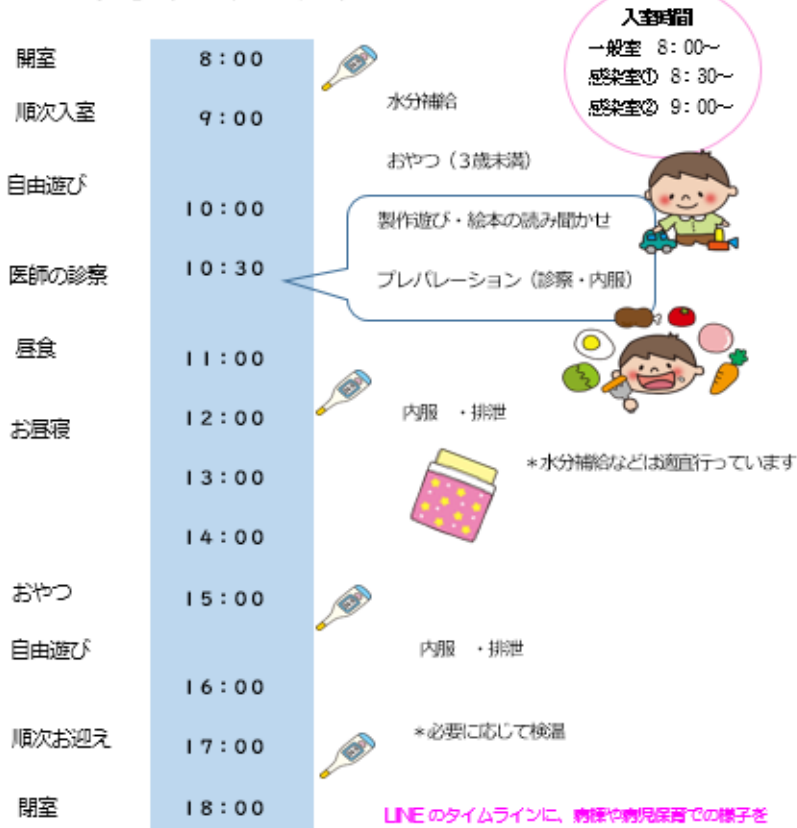 入室時間
一般室 8：00～
感染室① 8：30～
感染室② 9：00～
開室 8：00
順次入室 9：00
水分補給
おやつ（３歳未満）
自由遊び
10：00
製作遊び・絵本の読み聞かせ
医師の診察 10：30
プレパレーション（診察・内服）
昼食 11：00
お昼寝 12：00
内服 ・排泄
＊水分補給などは適宜行っています
13：00
14：00
おやつ 15：00
自由遊び
内服 ・排泄
16：00
順次お迎え 17：00
＊必要に応じて検温
閉室 18：00
LINE のタイムラインに、病棟や病児保育での様子を